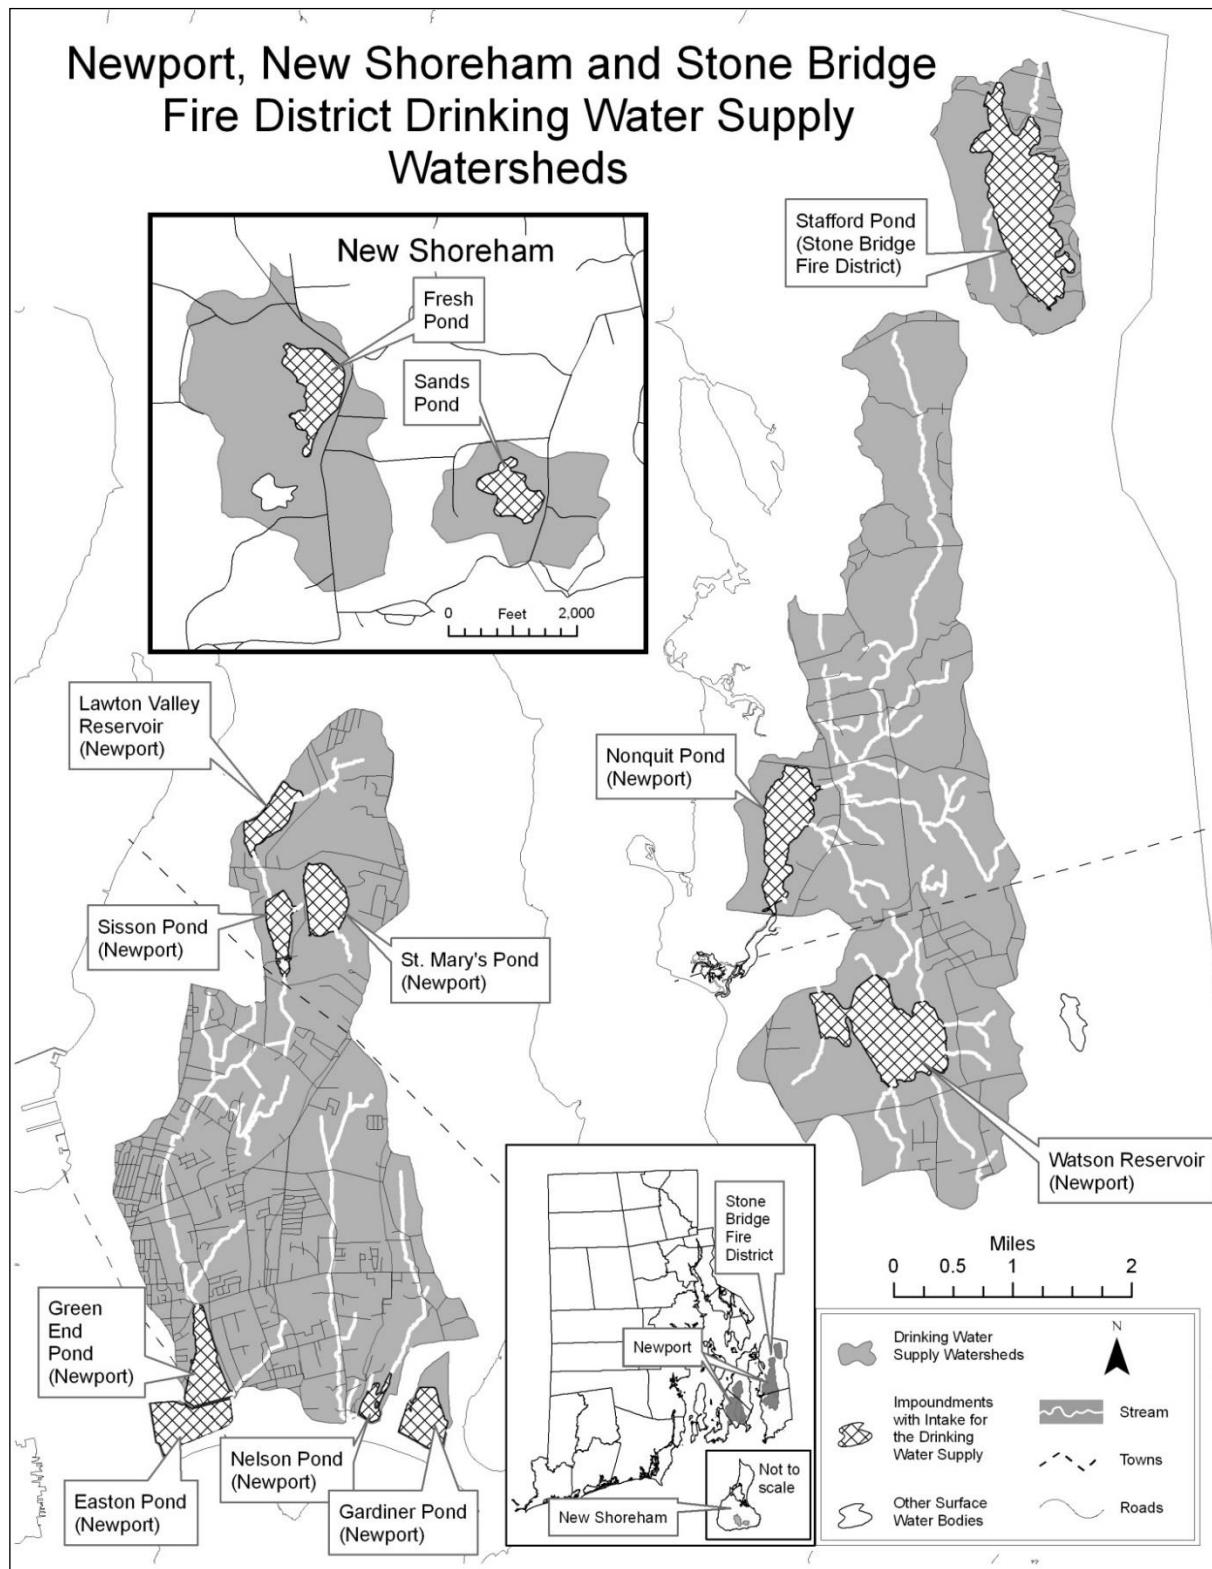 Newport, New Shoreham and Stone Bridge
Fire District Drinking Water Supply
Watersheds
New Shoreham
Fresh
Pond
Sands
Pond
0 Feet 2,000
Stafford Pond
(Stone Bridge
Fire District)
Lawton Valley
Reservoir
(Newport)
Nonquit Pond
(Newport)
Sisson Pond
(Newport)
St. Mary's Pond
(Newport)
Watson Reservoir
(Newport)
Green
End
Pond
(Newport)
Easton Pond
(Newport)
Nelson Pond
(Newport)
Gardiner Pond
(Newport)
Stone
Bridge
Fire
District
Newport
New Shoreham
Not to
scale
Miles
0 0.5 1 2
Drinking Water
Supply Watersheds
N
Impoundments
with Intake for
the Drinking
Water Supply
Stream
Towns
Other Surface
Water Bodies
Roads